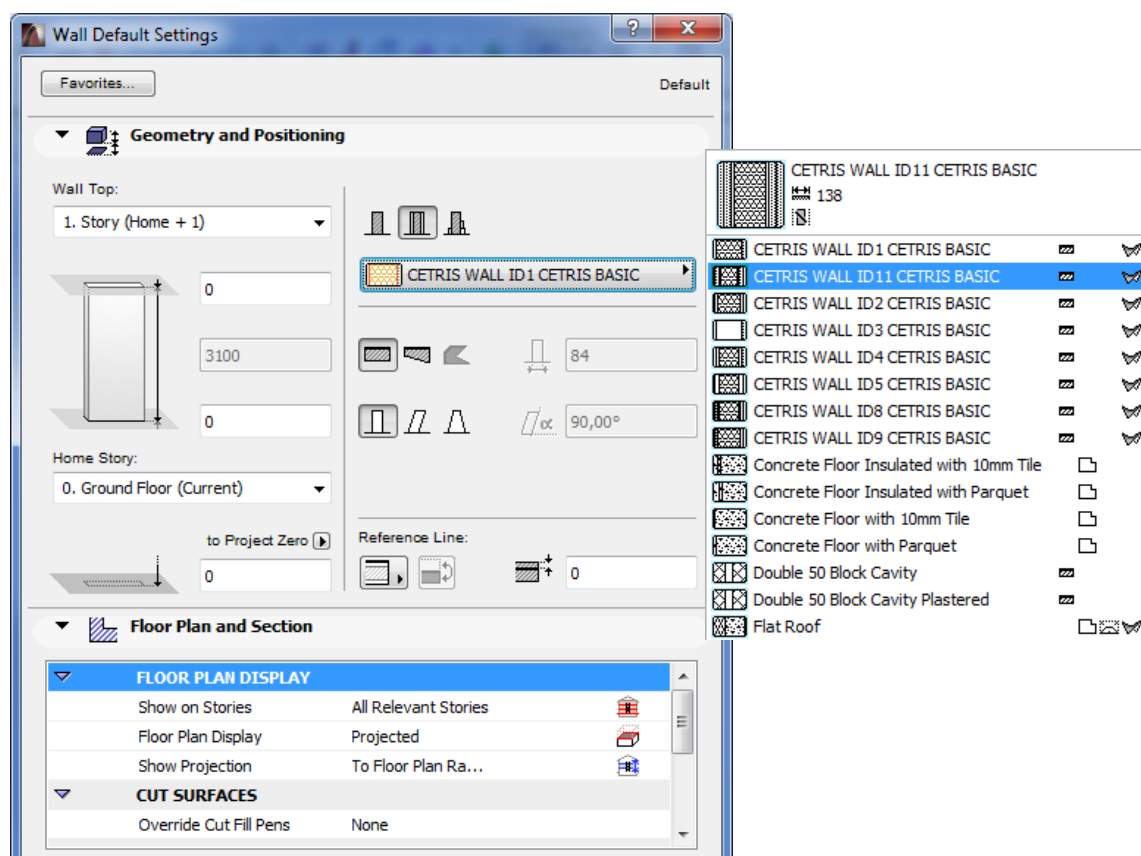 Wall Default Settings
?
X
Favorites...
Default
Geometry and Positioning
Wall Top:
1. Story (Home + 1)
0
3100
0
Home Story:
0. Ground Floor (Current)
to Project Zero
0
CETRIS WALL ID1 CETRIS BASIC
84
α
90,00°
Reference Line:
0
CETRIS WALL ID11 CETRIS BASIC
138
CETRIS WALL ID1 CETRIS BASIC
CETRIS WALL ID11 CETRIS BASIC
CETRIS WALL ID2 CETRIS BASIC
CETRIS WALL ID3 CETRIS BASIC
CETRIS WALL ID4 CETRIS BASIC
CETRIS WALL ID5 CETRIS BASIC
CETRIS WALL ID8 CETRIS BASIC
CETRIS WALL ID9 CETRIS BASIC
Concrete Floor Insulated with 10mm Tile
Concrete Floor Insulated with Parquet
Concrete Floor with 10mm Tile
Concrete Floor with Parquet
Double 50 Block Cavity
Double 50 Block Cavity Plastered
Flat Roof
Floor Plan and Section
FLOOR PLAN DISPLAY
Show on Stories All Relevant Stories
Floor Plan Display Projected
Show Projection To Floor Plan Ra...
CUT SURFACES
Override Cut Fill Pens None